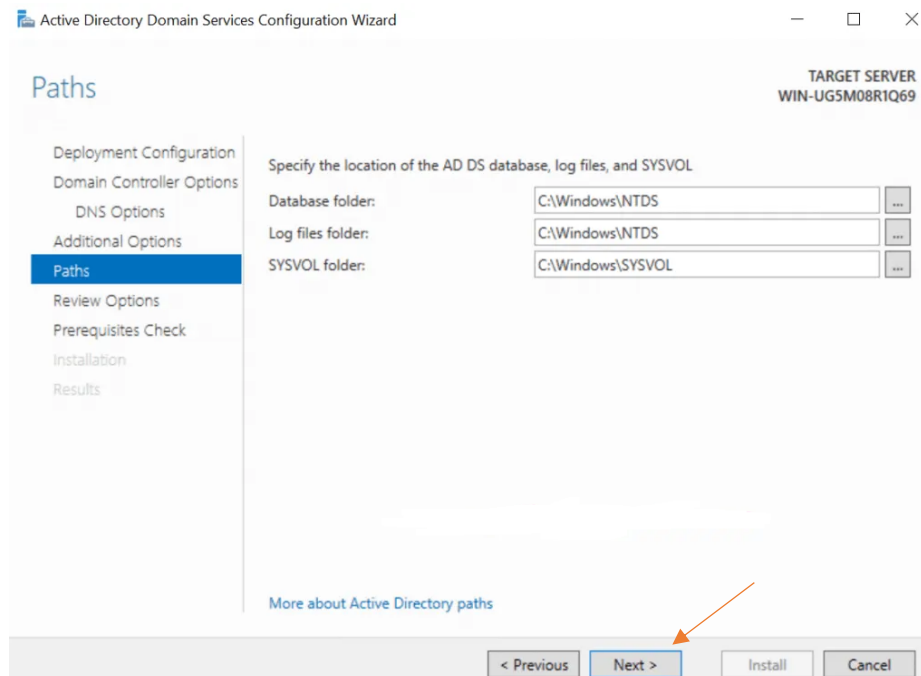 Active Directory Domain Services Configuration Wizard
Paths
TARGET SERVER
WIN-UG5M08R1Q69
Deployment Configuration
Domain Controller Options
DNS Options
Additional Options
Paths
Review Options
Prerequisites Check
Installation
Results
Specify the location of the AD DS database, log files, and SYSVOL
Database folder: C:\Windows\NTDS ...
Log files folder: C:\Windows\NTDS ...
SYSVOL folder: C:\Windows\SYSVOL ...
More about Active Directory paths
< Previous Next > Install Cancel